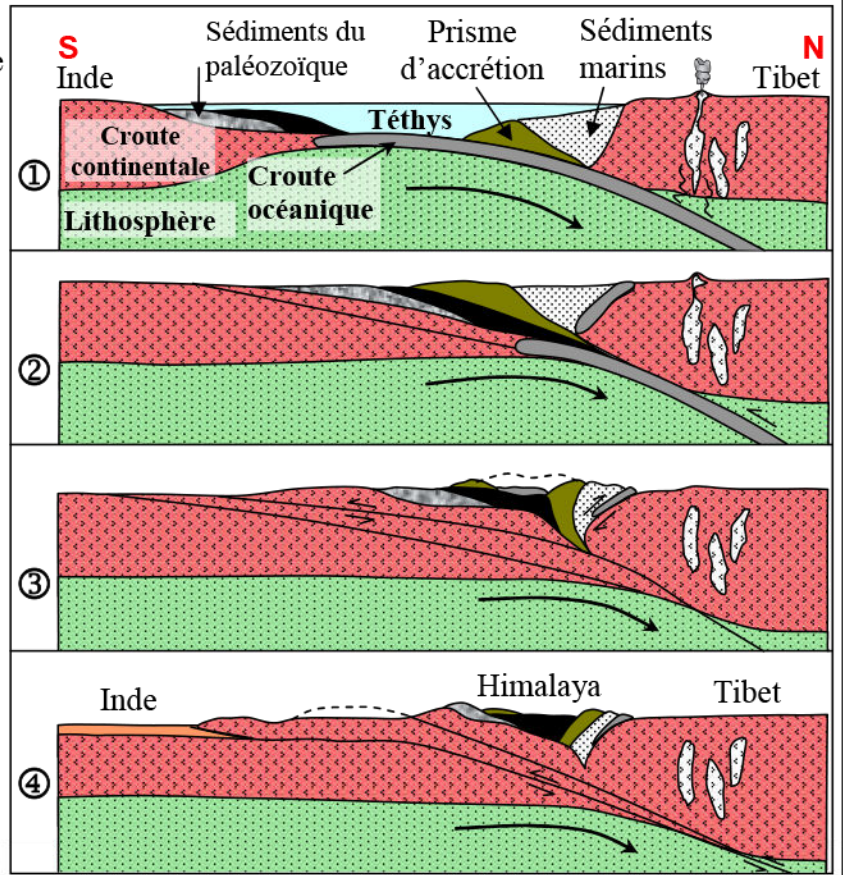 e
S
Inde
Sédiments du
paléozoïque
Prisme
d'accrétion
Sédiments
marins
N
Tibet
Téthys
Croute
continentale
Croute
océanique
Lithosphère
①
②
③
Inde
Himalaya
Tibet
④